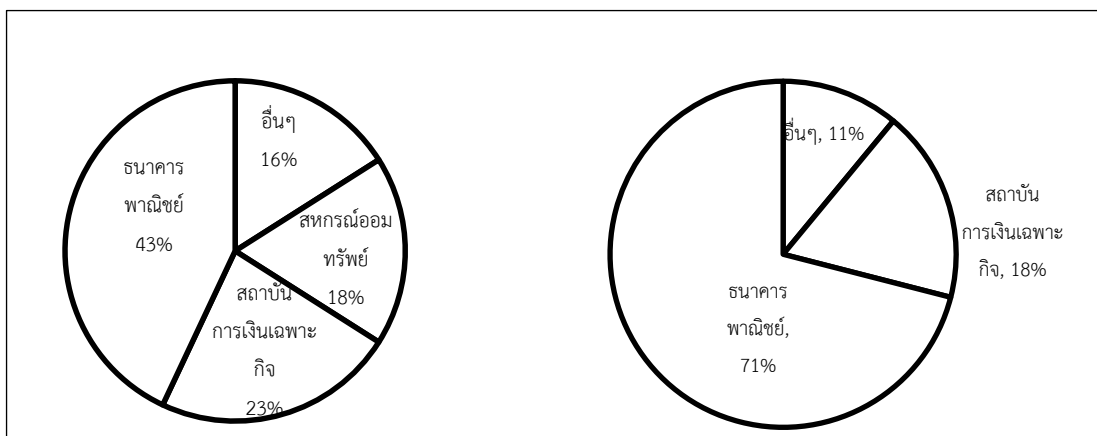 อื่นๆ
16%
ธนาคาร
พาณิชย์
43%
สหกรณ์ออม
ทรัพย์
18%
สถาบัน
การเงินเฉพาะ
กิจ
23%
อื่นๆ, 11%
สถาบัน
การเงินเฉพาะ
กิจ, 18%
ธนาคาร
พาณิชย์,
71%